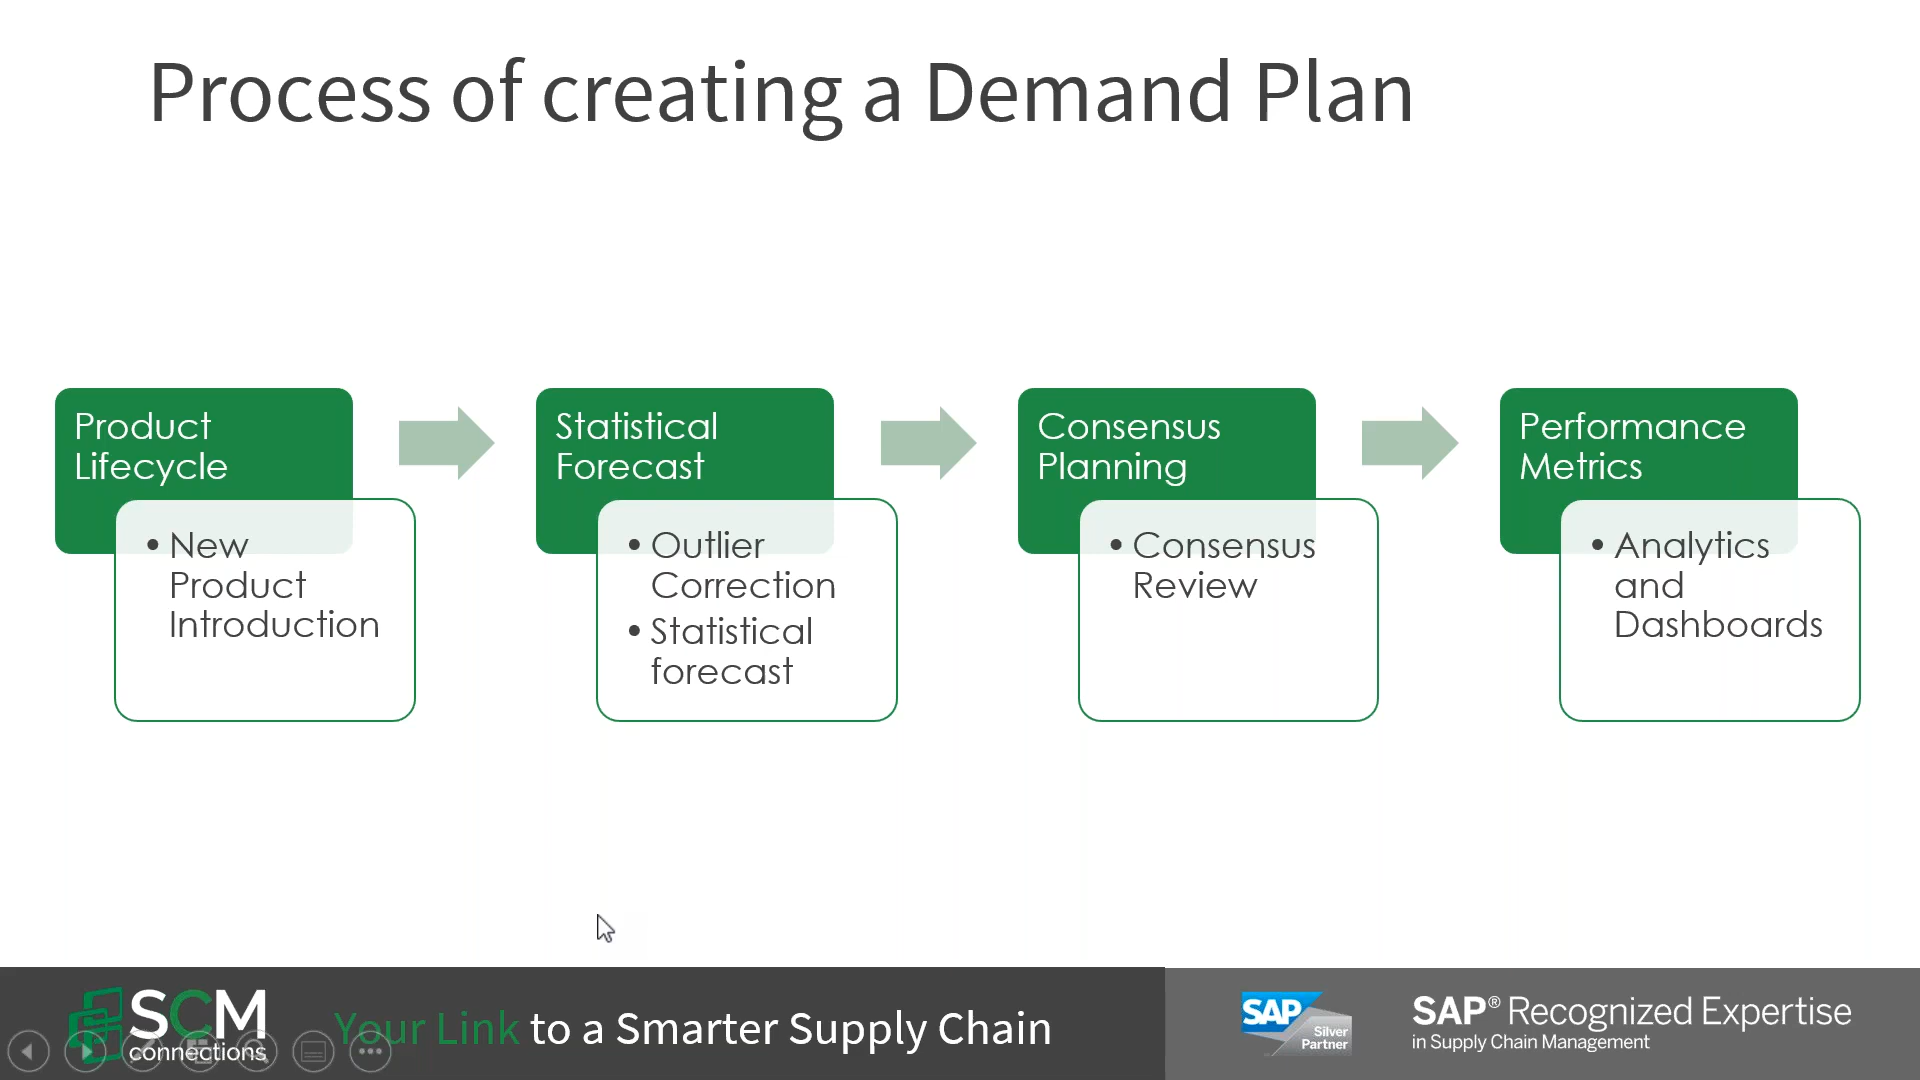 Process of creating a Demand Plan
Product
Lifecycle
• New
Product
Introduction
Statistical
Forecast
• Outlier
Correction
• Statistical
forecast
Consensus
Planning
• Consensus
Review
Performance
Metrics
• Analytics
and
Dashboards
SCM
connections
Your Link to a Smarter Supply Chain
SAP
Silver
Partner
SAP® Recognized Expertise
in Supply Chain Management